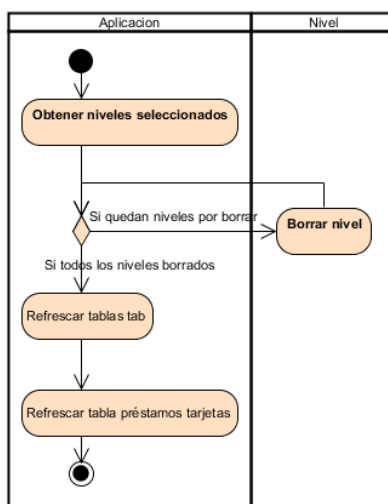 Aplicacion
Nivel
Obtener niveles seleccionados
Si quedan niveles por borrar
Borrar nivel
Si todos los niveles borrados
Refrescar tablas tab
Refrescar tabla préstamos tarjetas